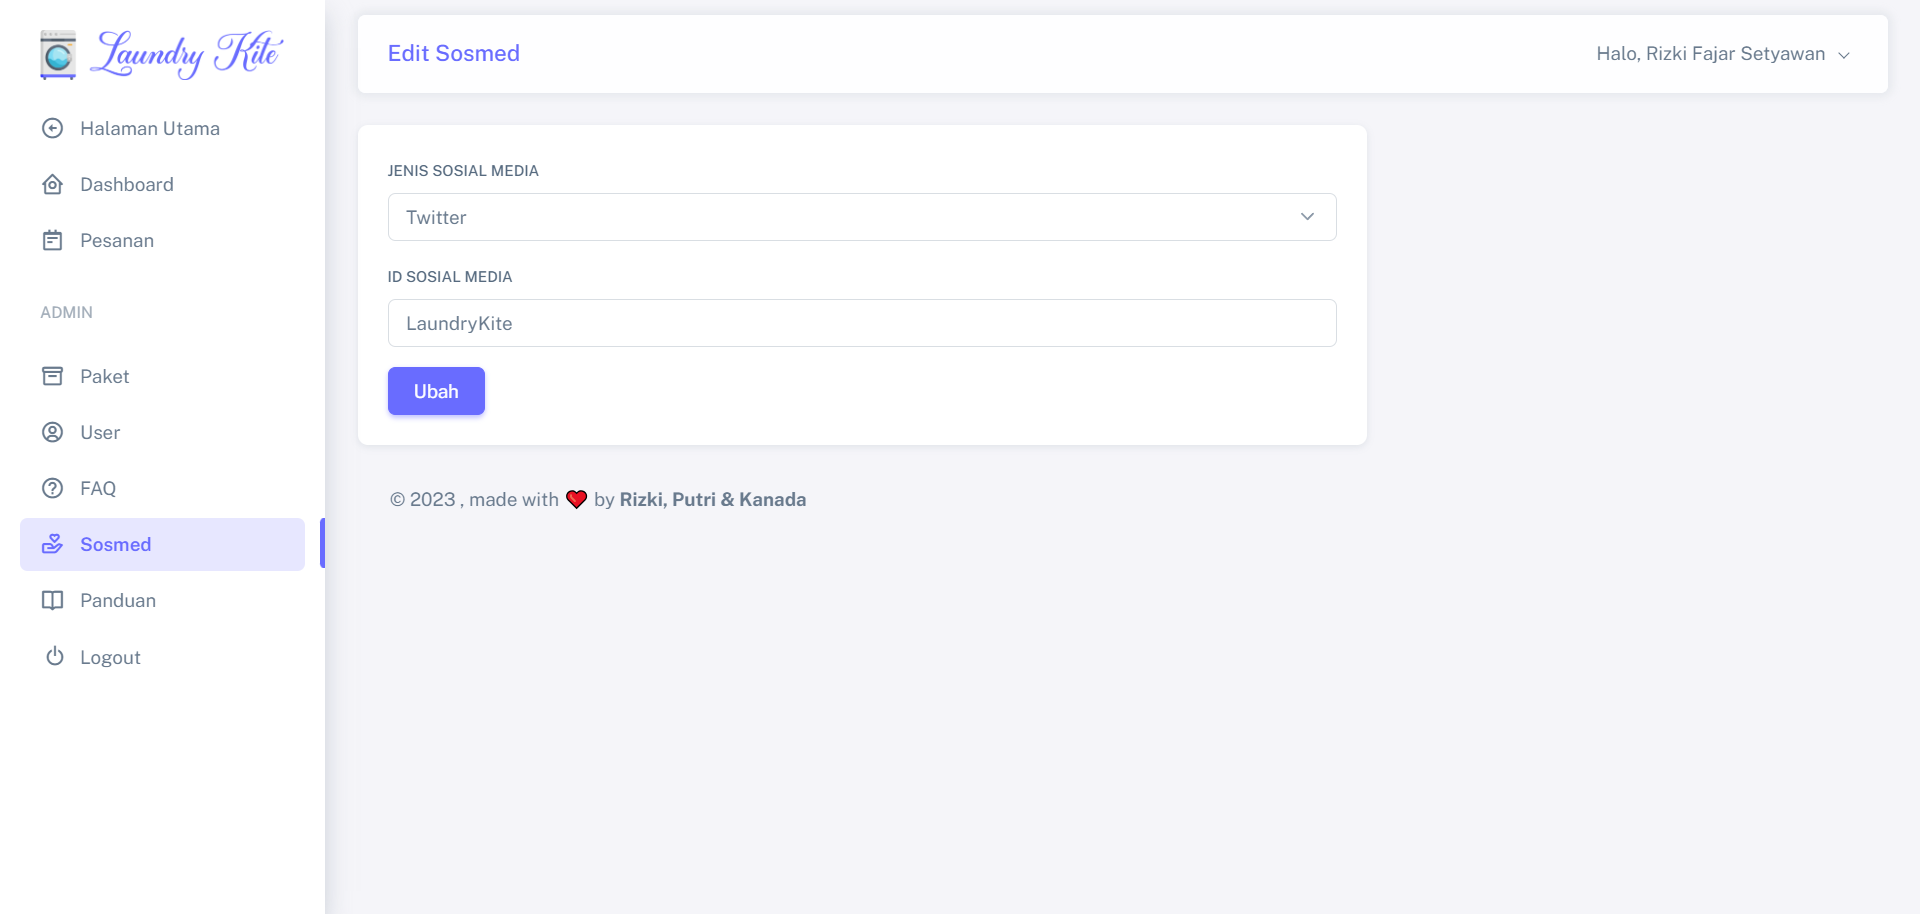 Laundry Kite
Halaman Utama
Dashboard
Pesanan
ADMIN
Paket
User
FAQ
Sosmed
Panduan
Logout
Edit Sosmed
Halo, Rizki Fajar Setyawan
JENIS SOSIAL MEDIA
Twitter
ID SOSIAL MEDIA
LaundryKite
Ubah
© 2023 , made with ❤️ by Rizki, Putri & Kanada